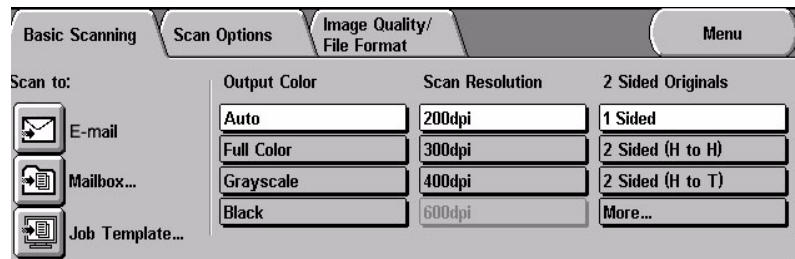 Basic Scanning
Scan Options
Image Quality/
File Format
Menu
Scan to:
E-mail
Mailbox...
Job Template...
Output Color
Auto
Full Color
Grayscale
Black
Scan Resolution
200dpi
300dpi
400dpi
600dpi
2 Sided Originals
1 Sided
2 Sided (H to H)
2 Sided (H to T)
More...